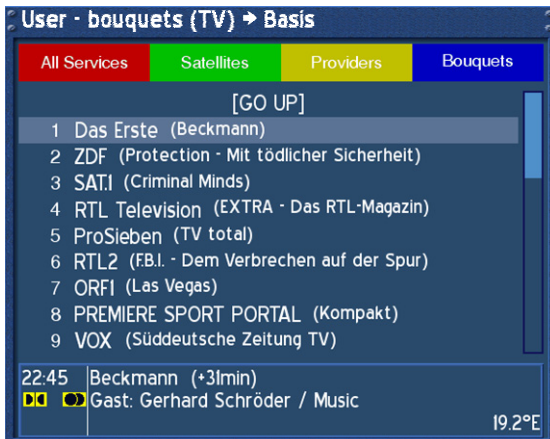 User - bouquets (TV) → Basis
All Services Satellites Providers Bouquets
[GO UP]
1 Das Erste (Beckmann)
2 ZDF (Protection - Mit tödlicher Sicherheit)
3 SAT.1 (Criminal Minds)
4 RTL Television (EXTRA - Das RTL-Magazin)
5 ProSieben (TV total)
6 RTL2 (F.B.I. - Dem Verbrechen auf der Spur)
7 ORF1 (Las Vegas)
8 PREMIERE SPORT PORTAL (Kompakt)
9 VOX (Süddeutsche Zeitung TV)
22:45 Beckmann (+31min)
Gast: Gerhard Schröder / Music
19.2°E